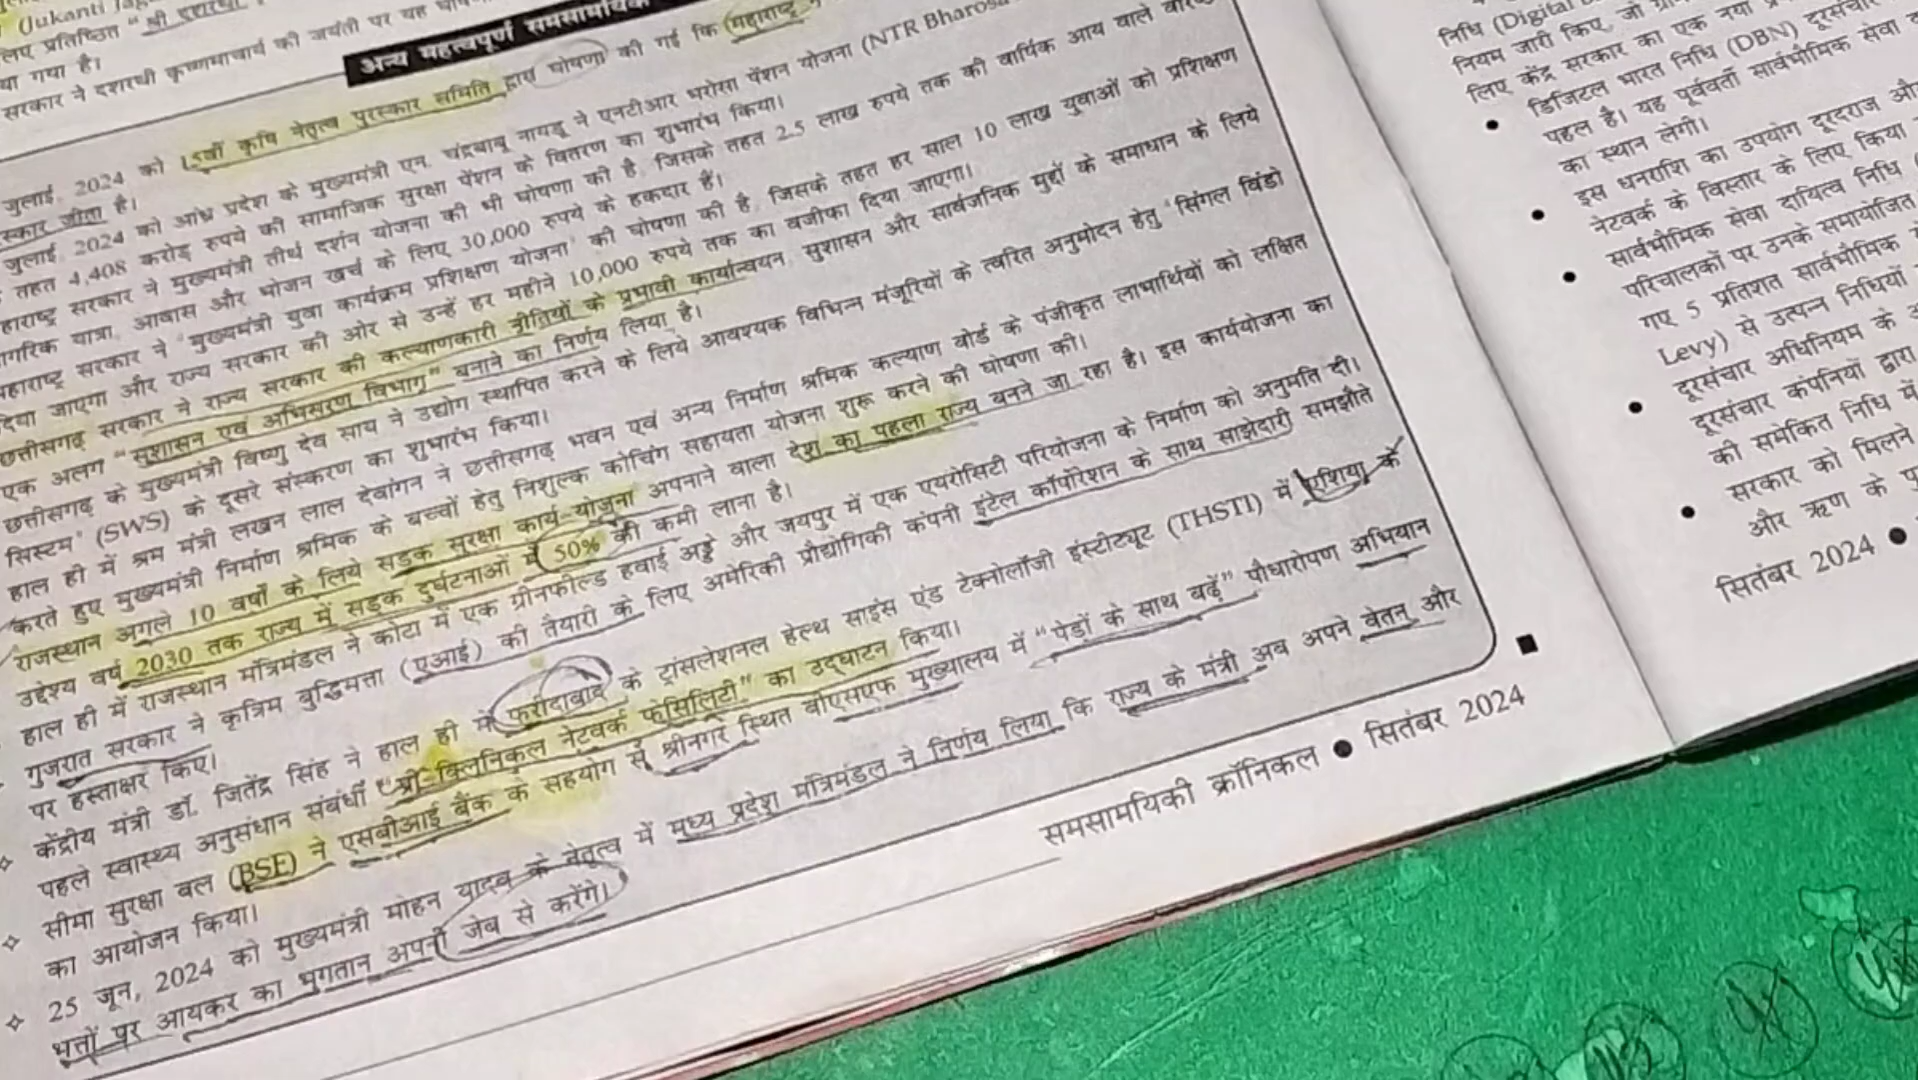 (Jukanti Jag
लिए प्रतिष्ठित "श्री दशरथी
या गया है।
सरकार ने दशरथी कृष्णमाचार्य की जयंती पर यह घोष
अन्य महत्वपूर्ण समसामयिक
जुलाई, 2024 को 15वीं कृषि नेतृत्व पुरस्कार समिति द्वारा घोषणा की गई कि महाराष्ट्र ने
स्कार जीता है।
जुलाई, 2024 को आंध्र प्रदेश के मुख्यमंत्री एन. चंद्रबाबू नायडू ने एनटीआर भरोसा पेंशन योजना (NTR Bharosa
तहत 4,408 करोड़ रुपये की सामाजिक सुरक्षा पेंशन के वितरण का शुभारंभ किया।
हाराष्ट्र सरकार ने मुख्यमंत्री तीर्थ दर्शन योजना की भी घोषणा की है, जिसके तहत 2.5 लाख रुपये तक की वार्षिक आय वाले वरिष्ठ
ागरिक यात्रा, आवास और भोजन खर्च के लिए 30,000 रुपये के हकदार हैं।
महाराष्ट्र सरकार ने 'मुख्यमंत्री युवा कार्यक्रम प्रशिक्षण योजना' की घोषणा की है, जिसके तहत हर साल 10 लाख युवाओं को प्रशिक्षण
दिया जाएगा और राज्य सरकार की ओर से उन्हें हर महीने 10,000 रुपये तक का वजीफा दिया जाएगा।
छत्तीसगढ़ सरकार ने राज्य सरकार की कल्याणकारी नीतियों के प्रभावी कार्यान्वयन, सुशासन और सार्वजनिक मुद्दों के समाधान के लिये
एक अलग "सुशासन एवं अभिसरण विभाग" बनाने का निर्णय लिया है।
छत्तीसगढ़ के मुख्यमंत्री विष्णु देव साय ने उद्योग स्थापित करने के लिये आवश्यक विभिन्न मंजूरियों के त्वरित अनुमोदन हेतु 'सिंगल विंडो
सिस्टम' (SWS) के दूसरे संस्करण का शुभारंभ किया।
हाल ही में श्रम मंत्री लखन लाल देवांगन ने छत्तीसगढ़ भवन एवं अन्य निर्माण श्रमिक कल्याण बोर्ड के पंजीकृत लाभार्थियों को लक्षित
करते हुए मुख्यमंत्री निर्माण श्रमिक के बच्चों हेतु निशुल्क कोचिंग सहायता योजना शुरू करने की घोषणा की।
राजस्थान अगले 10 वर्षों के लिये सड़क सुरक्षा कार्य-योजना अपनाने वाला देश का पहला राज्य बनने जा रहा है। इस कार्ययोजना का
उद्देश्य वर्ष 2030 तक राज्य में सड़क दुर्घटनाओं में 50% की कमी लाना है।
हाल ही में राजस्थान मंत्रिमंडल ने कोटा में एक ग्रीनफील्ड हवाई अड्डे और जयपुर में एक एयरोसिटी परियोजना के निर्माण को अनुमति दी।
गुजरात सरकार ने कृत्रिम बुद्धिमत्ता (एआई) की तैयारी के लिए अमेरिकी प्रौद्योगिकी कंपनी इंटेल कॉर्पोरेशन के साथ साझेदारी समझौते
पर हस्ताक्षर किए।
केंद्रीय मंत्री डॉ. जितेंद्र सिंह ने हाल ही में फरीदाबाद के ट्रांसलेशनल हेल्थ साइंस एंड टेक्नोलॉजी इंस्टीट्यूट (THSTI) में एशिया के
पहले स्वास्थ्य अनुसंधान संबंधी "प्री-क्लिनिकल नेटवर्क फैसिलिटी" का उद्घाटन किया।
सीमा सुरक्षा बल (BSF) ने एसबीआई बैंक के सहयोग से श्रीनगर स्थित बीएसएफ मुख्यालय में "पेड़ों के साथ बढ़ें" पौधारोपण अभियान
का आयोजन किया।
25 जून, 2024 को मुख्यमंत्री मोहन यादव के नेतृत्व में मध्य प्रदेश मंत्रिमंडल ने निर्णय लिया कि राज्य के मंत्री अब अपने वेतन और
भत्तों पर आयकर का भुगतान अपनी जेब से करेंगे।
समसामयिकी क्रॉनिकल ● सितंबर 2024
निधि (Digital
नियम जारी किए, जो
लिए केंद्र सरकार का एक नया
• डिजिटल भारत निधि (DBN) दूरसंचार
पहल है। यह पूर्ववर्ती सार्वभौमिक सेवा
का स्थान लेगी।
• इस धनराशि का उपयोग दूरदराज
नेटवर्क के विस्तार के लिए किया
• सार्वभौमिक सेवा दायित्व निधि
परिचालकों पर उनके समायोजित
गए 5 प्रतिशत सार्वभौमिक
Levy) से उत्पन्न निधियों
• दूरसंचार अधिनियम के
दूरसंचार कंपनियों द्वारा
की समेकित निधि में
• सरकार को मिलने
और ऋण के
सितंबर 2024 ●